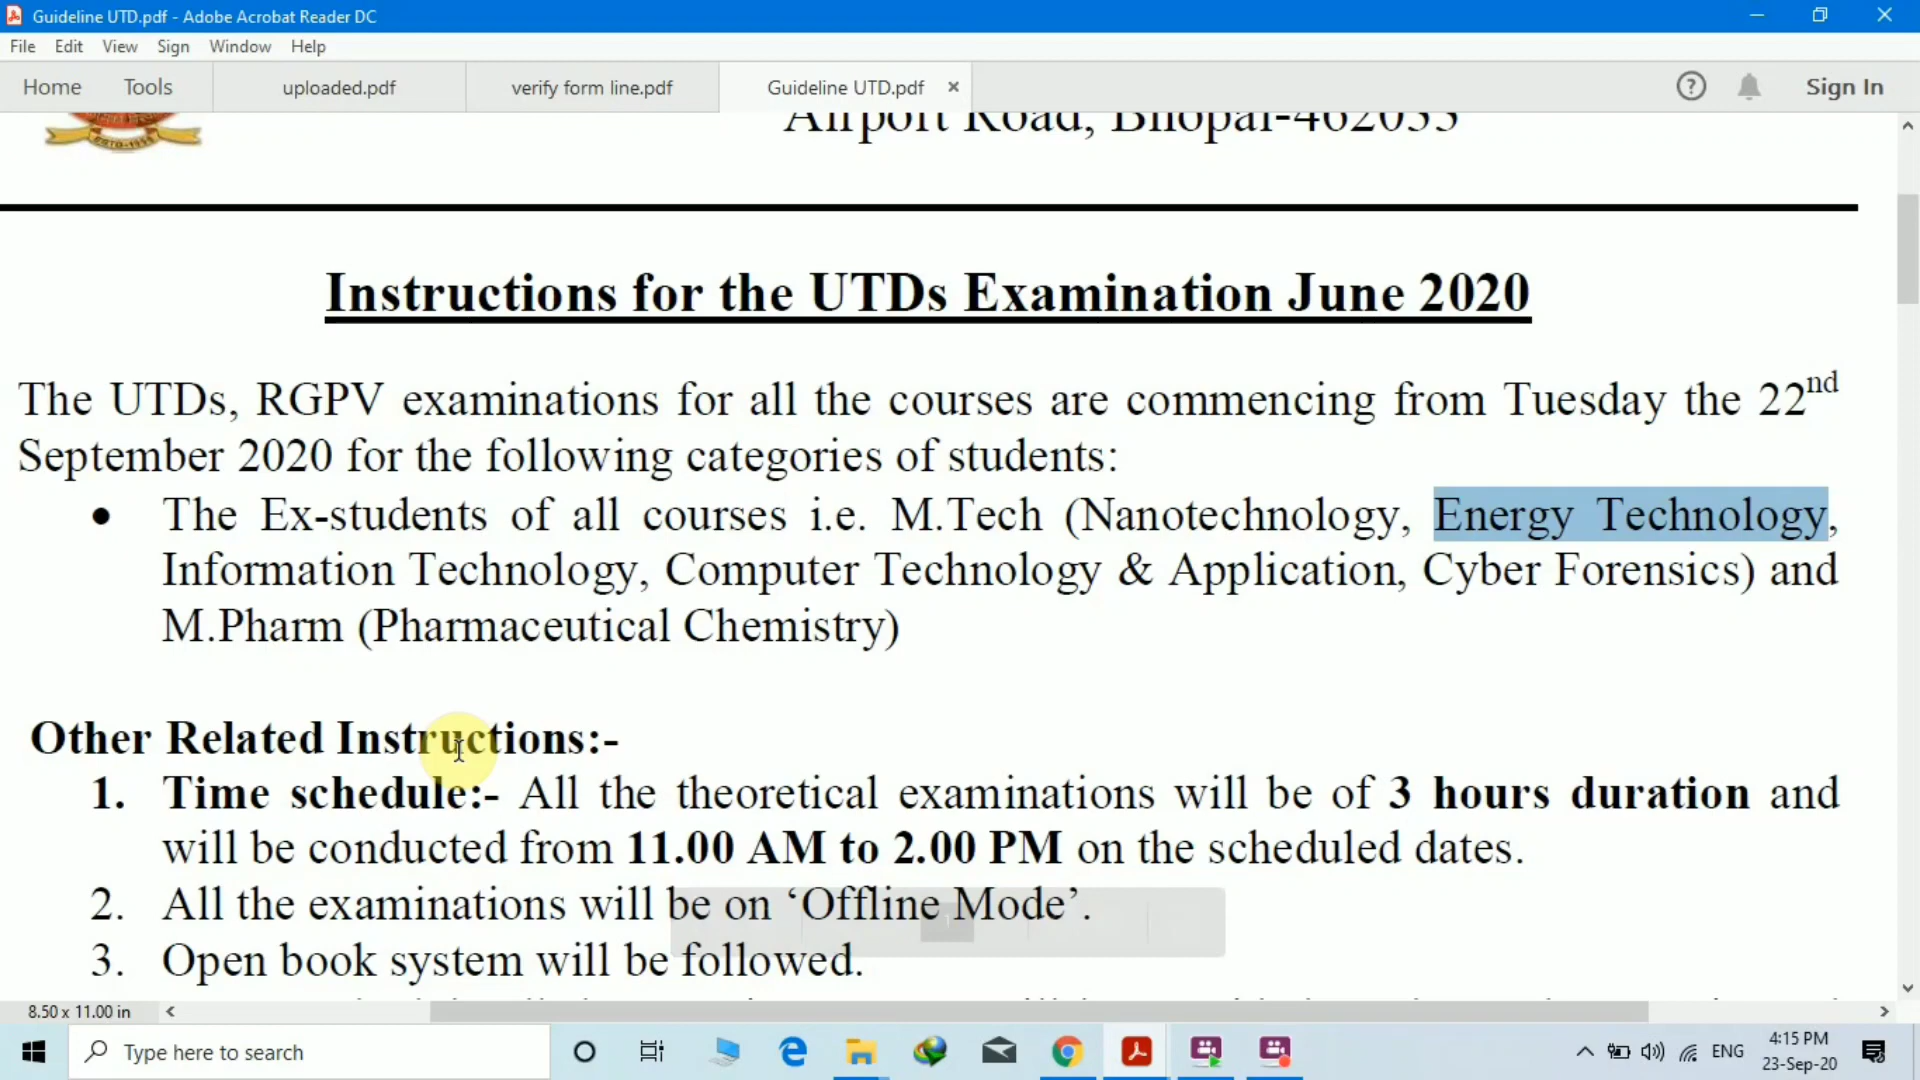 Guideline UTD.pdf - Adobe Acrobat Reader DC
File Edit View Sign Window Help
Home Tools uploaded.pdf verify form line.pdf Guideline UTD.pdf × Sign In
Airport Road, Bhopal-462033
Instructions for the UTDs Examination June 2020
The UTDs, RGPV examinations for all the courses are commencing from Tuesday the 22nd
September 2020 for the following categories of students:
• The Ex-students of all courses i.e. M.Tech (Nanotechnology, Energy Technology,
Information Technology, Computer Technology & Application, Cyber Forensics) and
M.Pharm (Pharmaceutical Chemistry)
Other Related Instructions:-
1. Time schedule:- All the theoretical examinations will be of 3 hours duration and
will be conducted from 11.00 AM to 2.00 PM on the scheduled dates.
2. All the examinations will be on ‘Offline Mode’.
3. Open book system will be followed.
8.50 x 11.00 in
Type here to search
ENG
4:15 PM
23-Sep-20